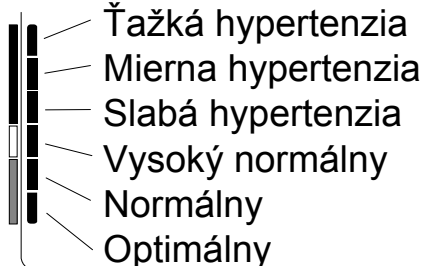 Ťažká hypertenzia
Mierna hypertenzia
Slabá hypertenzia
Vysoký normálny
Normálny
Optimálny